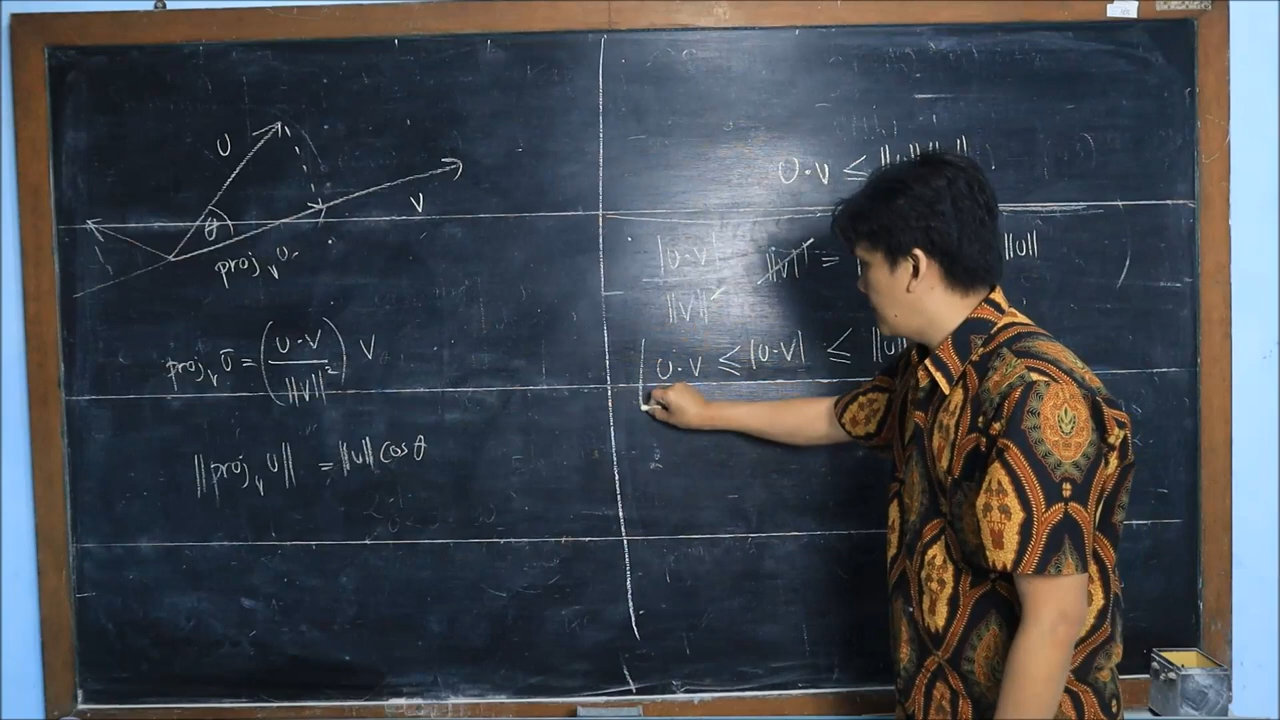 U
V
θ
proj_v U
proj_v U̅ = (U·V / ||V||²) V
||proj_v U|| = ||U|| cos θ
U·V ≤
|U·V| / ||V|| ||V|| = ||U||
U·V ≤ |U·V| ≤ ||U||